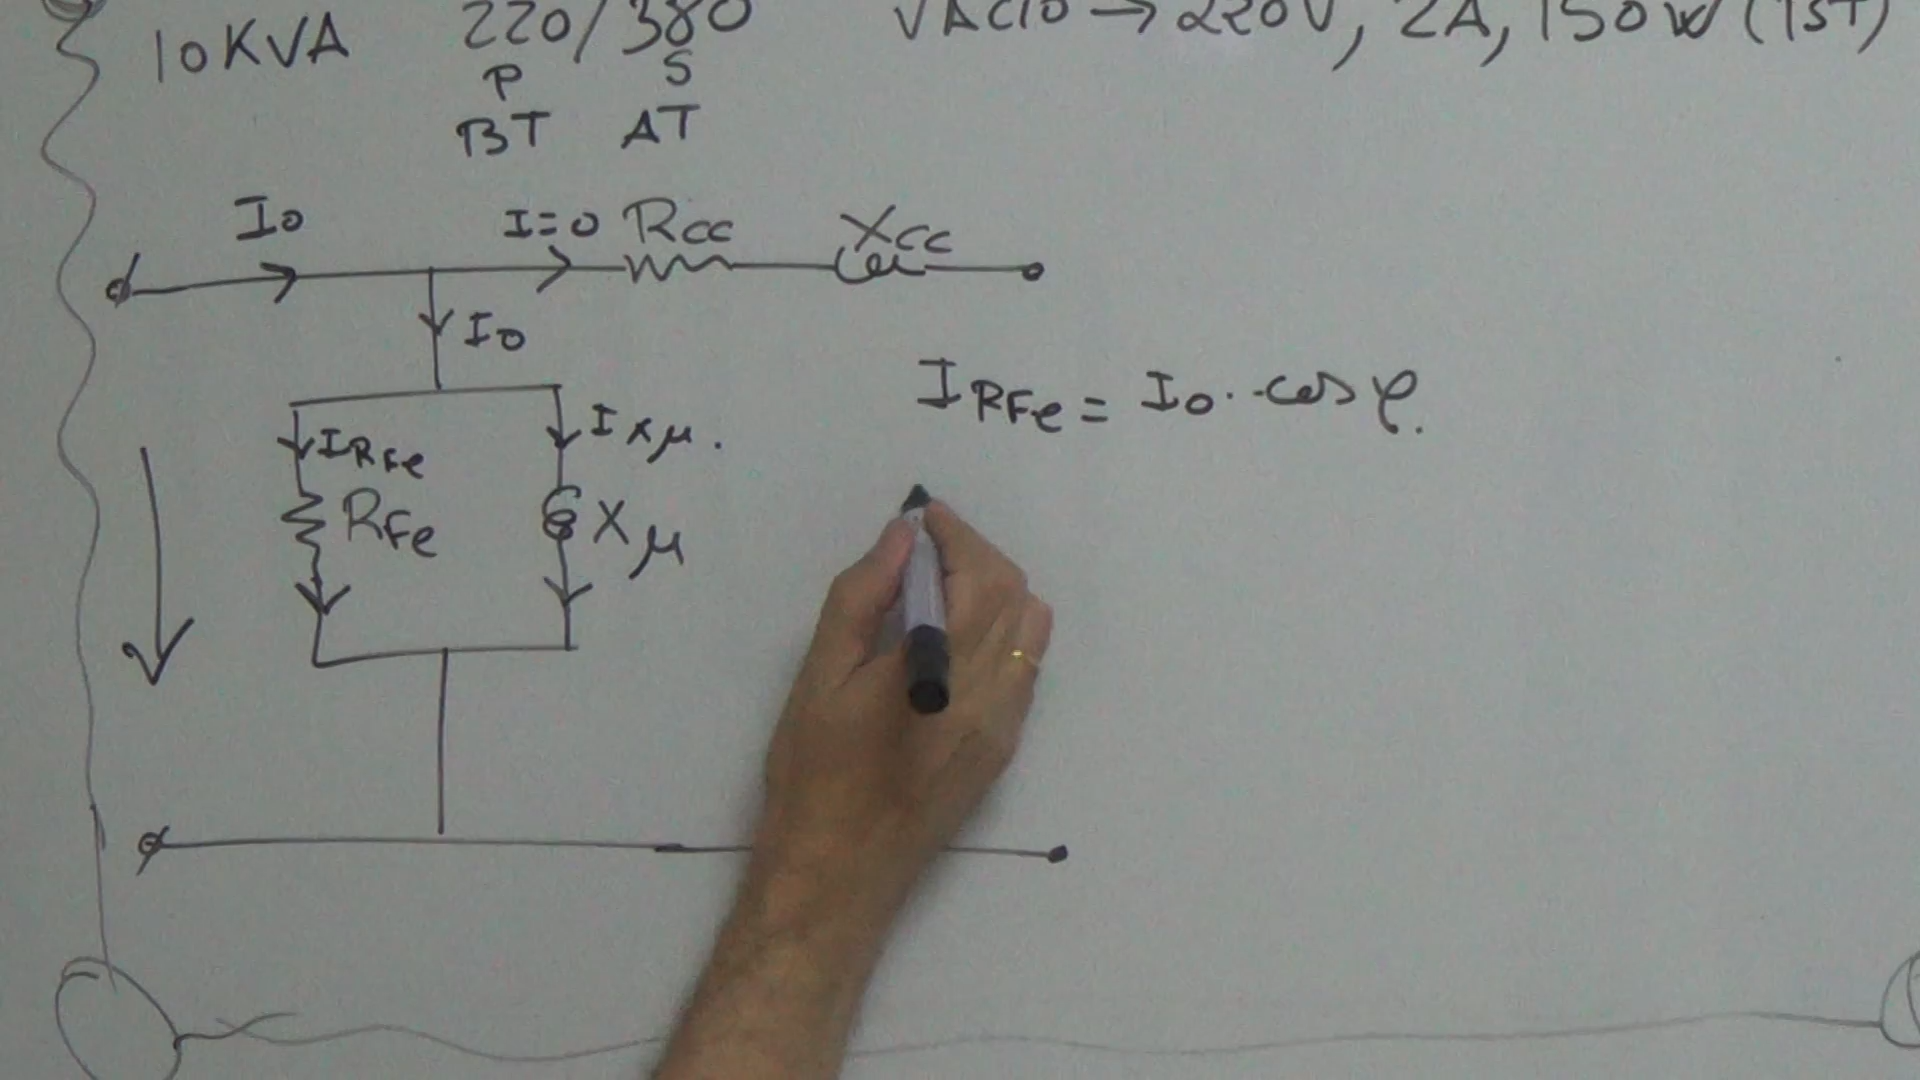 10KVA 220/380 VACIO → 220V, 2A, 150W (1ST)
P S
BT AT
I0 I=0 Rcc Xcc
I0
IRFe = I0 · cos φ.
IRFe IXμ.
RFe Xμ